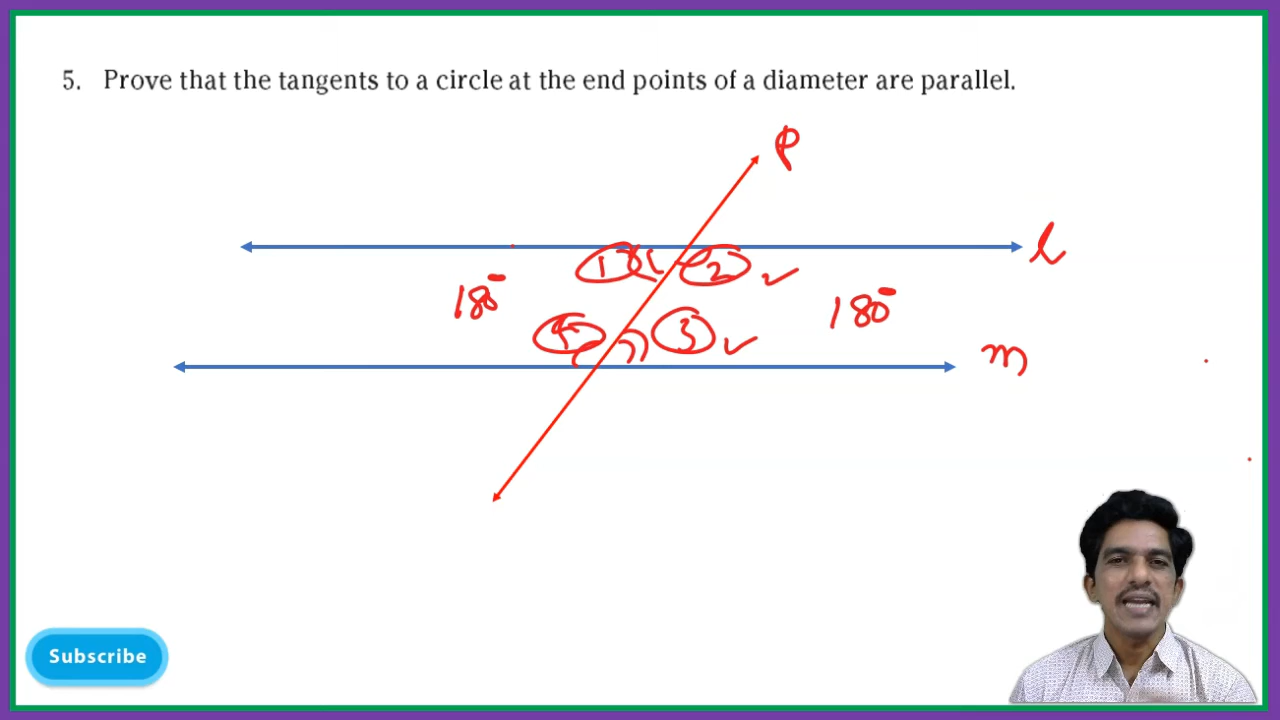 5. Prove that the tangents to a circle at the end points of a diameter are parallel.
P
l
1 2
180°
180°
4 3
m
Subscribe